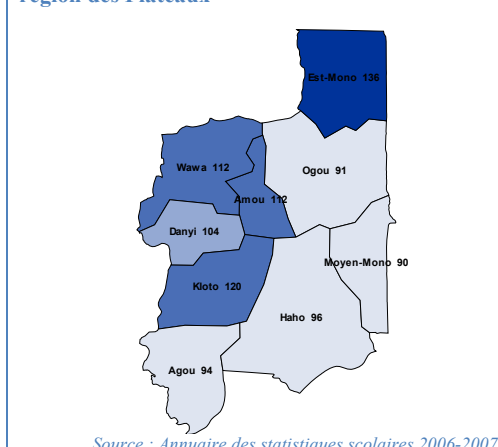 région des Plateaux
Est-Mono 136
Wawa 112
Ogou 91
Amou 112
Danyi 104
Moyen-Mono 90
Kloto 120
Haho 96
Agou 94
Source : Annuaire des statistiques scolaires 2006-2007